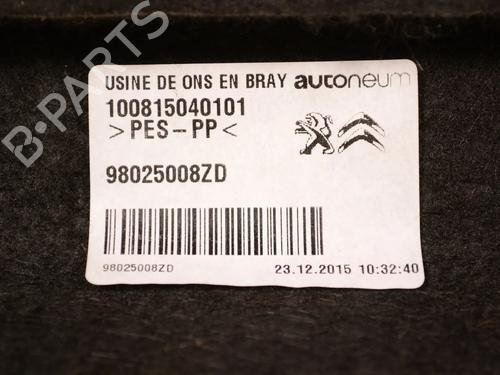 B-PARTS
USINE DE ONS EN BRAY autoneum
100815040101
>PES-PP<
98025008ZD
98025008ZD 23.12.2015 10:32:40